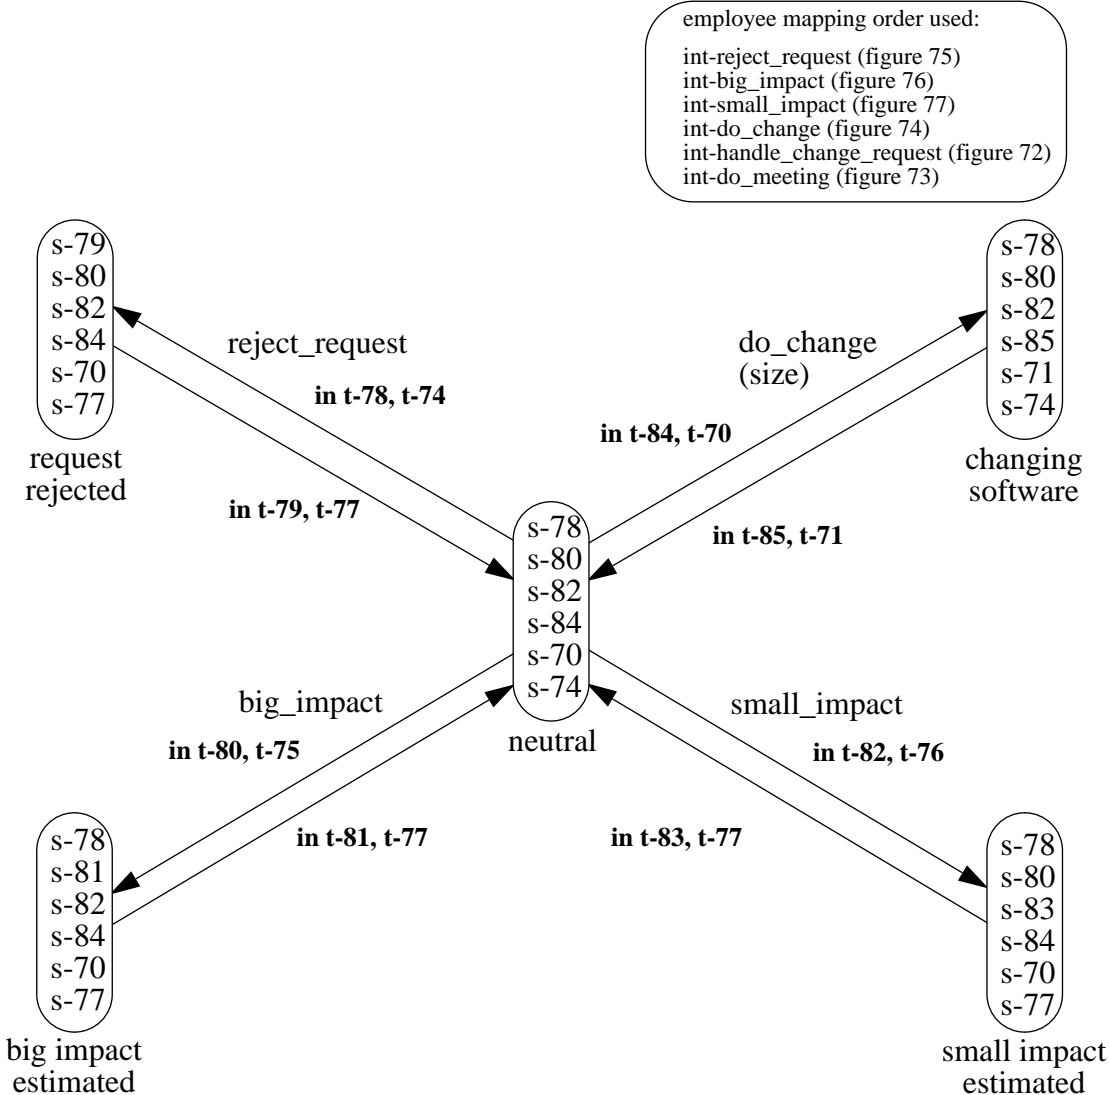 employee mapping order used:
int-reject_request (figure 75)
int-big_impact (figure 76)
int-small_impact (figure 77)
int-do_change (figure 74)
int-handle_change_request (figure 72)
int-do_meeting (figure 73)
s-79
s-80
s-82
s-84
s-70
s-77
request
rejected
reject_request
in t-78, t-74
in t-79, t-77
do_change
(size)
in t-84, t-70
in t-85, t-71
s-78
s-80
s-82
s-85
s-71
s-74
changing
software
s-78
s-80
s-82
s-84
s-70
s-74
neutral
big_impact
in t-80, t-75
in t-81, t-77
small_impact
in t-82, t-76
in t-83, t-77
s-78
s-81
s-82
s-84
s-70
s-77
big impact
estimated
s-78
s-80
s-83
s-84
s-70
s-77
small impact
estimated